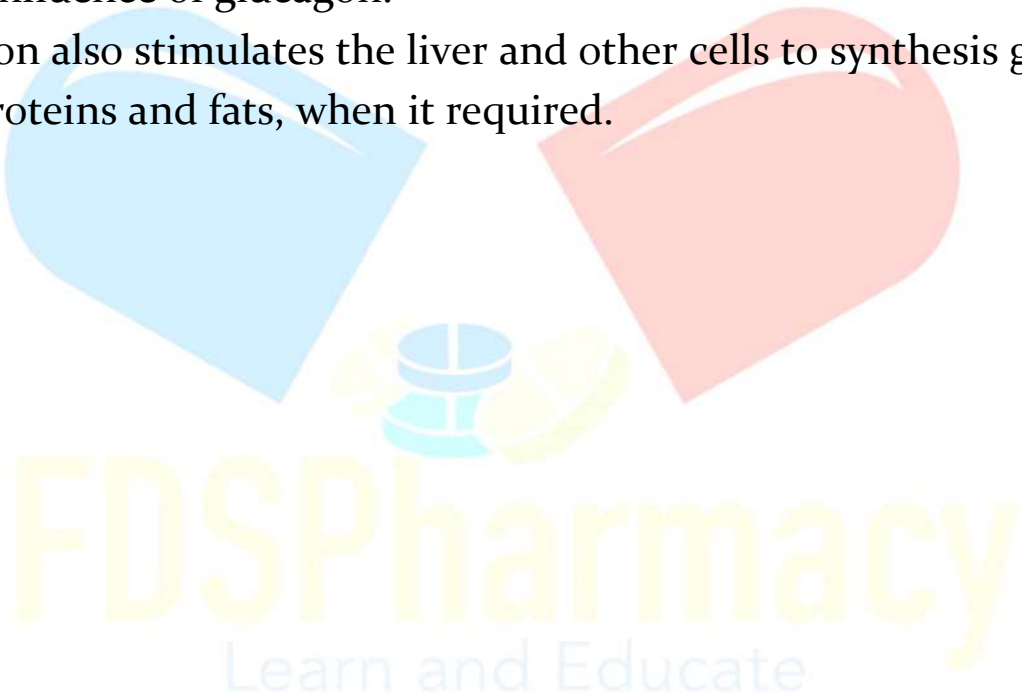 influence of glucagon.
on also stimulates the liver and other cells to synthesis g
roteins and fats, when it required.
FDSPharmacy
Learn and Educate